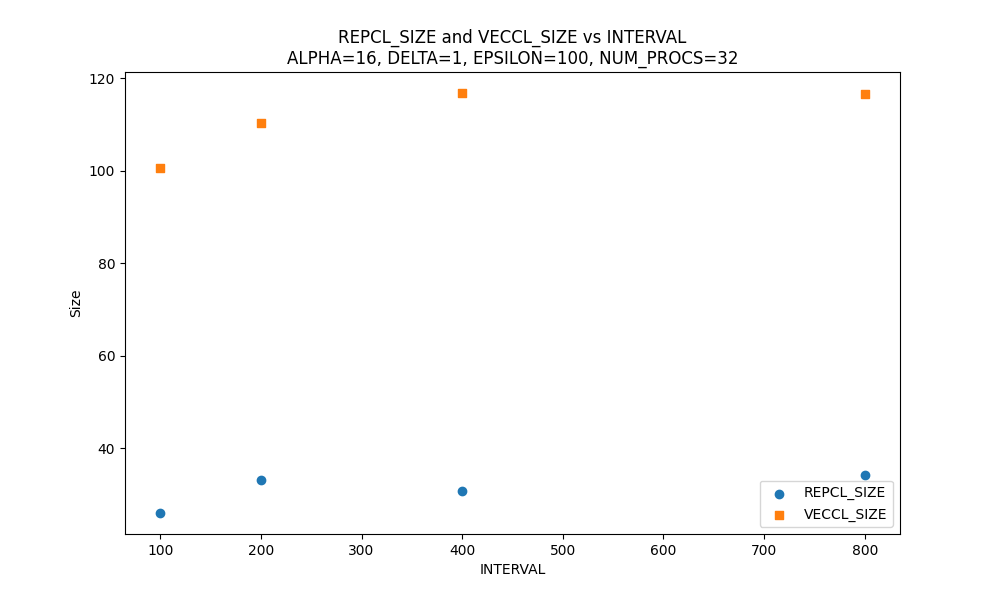 REPCL_SIZE and VECCL_SIZE vs INTERVAL
ALPHA=16, DELTA=1, EPSILON=100, NUM_PROCS=32
120
100
80
60
40
Size
100 200 300 400 500 600 700 800
INTERVAL
REPCL_SIZE
VECCL_SIZE